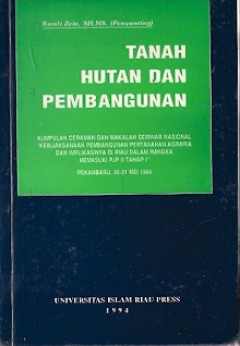 Ramli Zein, SH.MS. (Penyunting)
TANAH
HUTAN DAN
PEMBANGUNAN
KUMPULAN CERAMAH DAN MAKALAH SEMINAR NASIONAL
"KEBIJAKSANAAN PEMBANGUNAN PERTANAHAN/AGRARIA
DAN IMPLIKASINYA DI RIAU DALAM RANGKA
MEMASUKI PJP II TAHAP I"
PEKANBARU, 30-31 MEI 1994
UNIVERSITAS ISLAM RIAU PRESS
1994